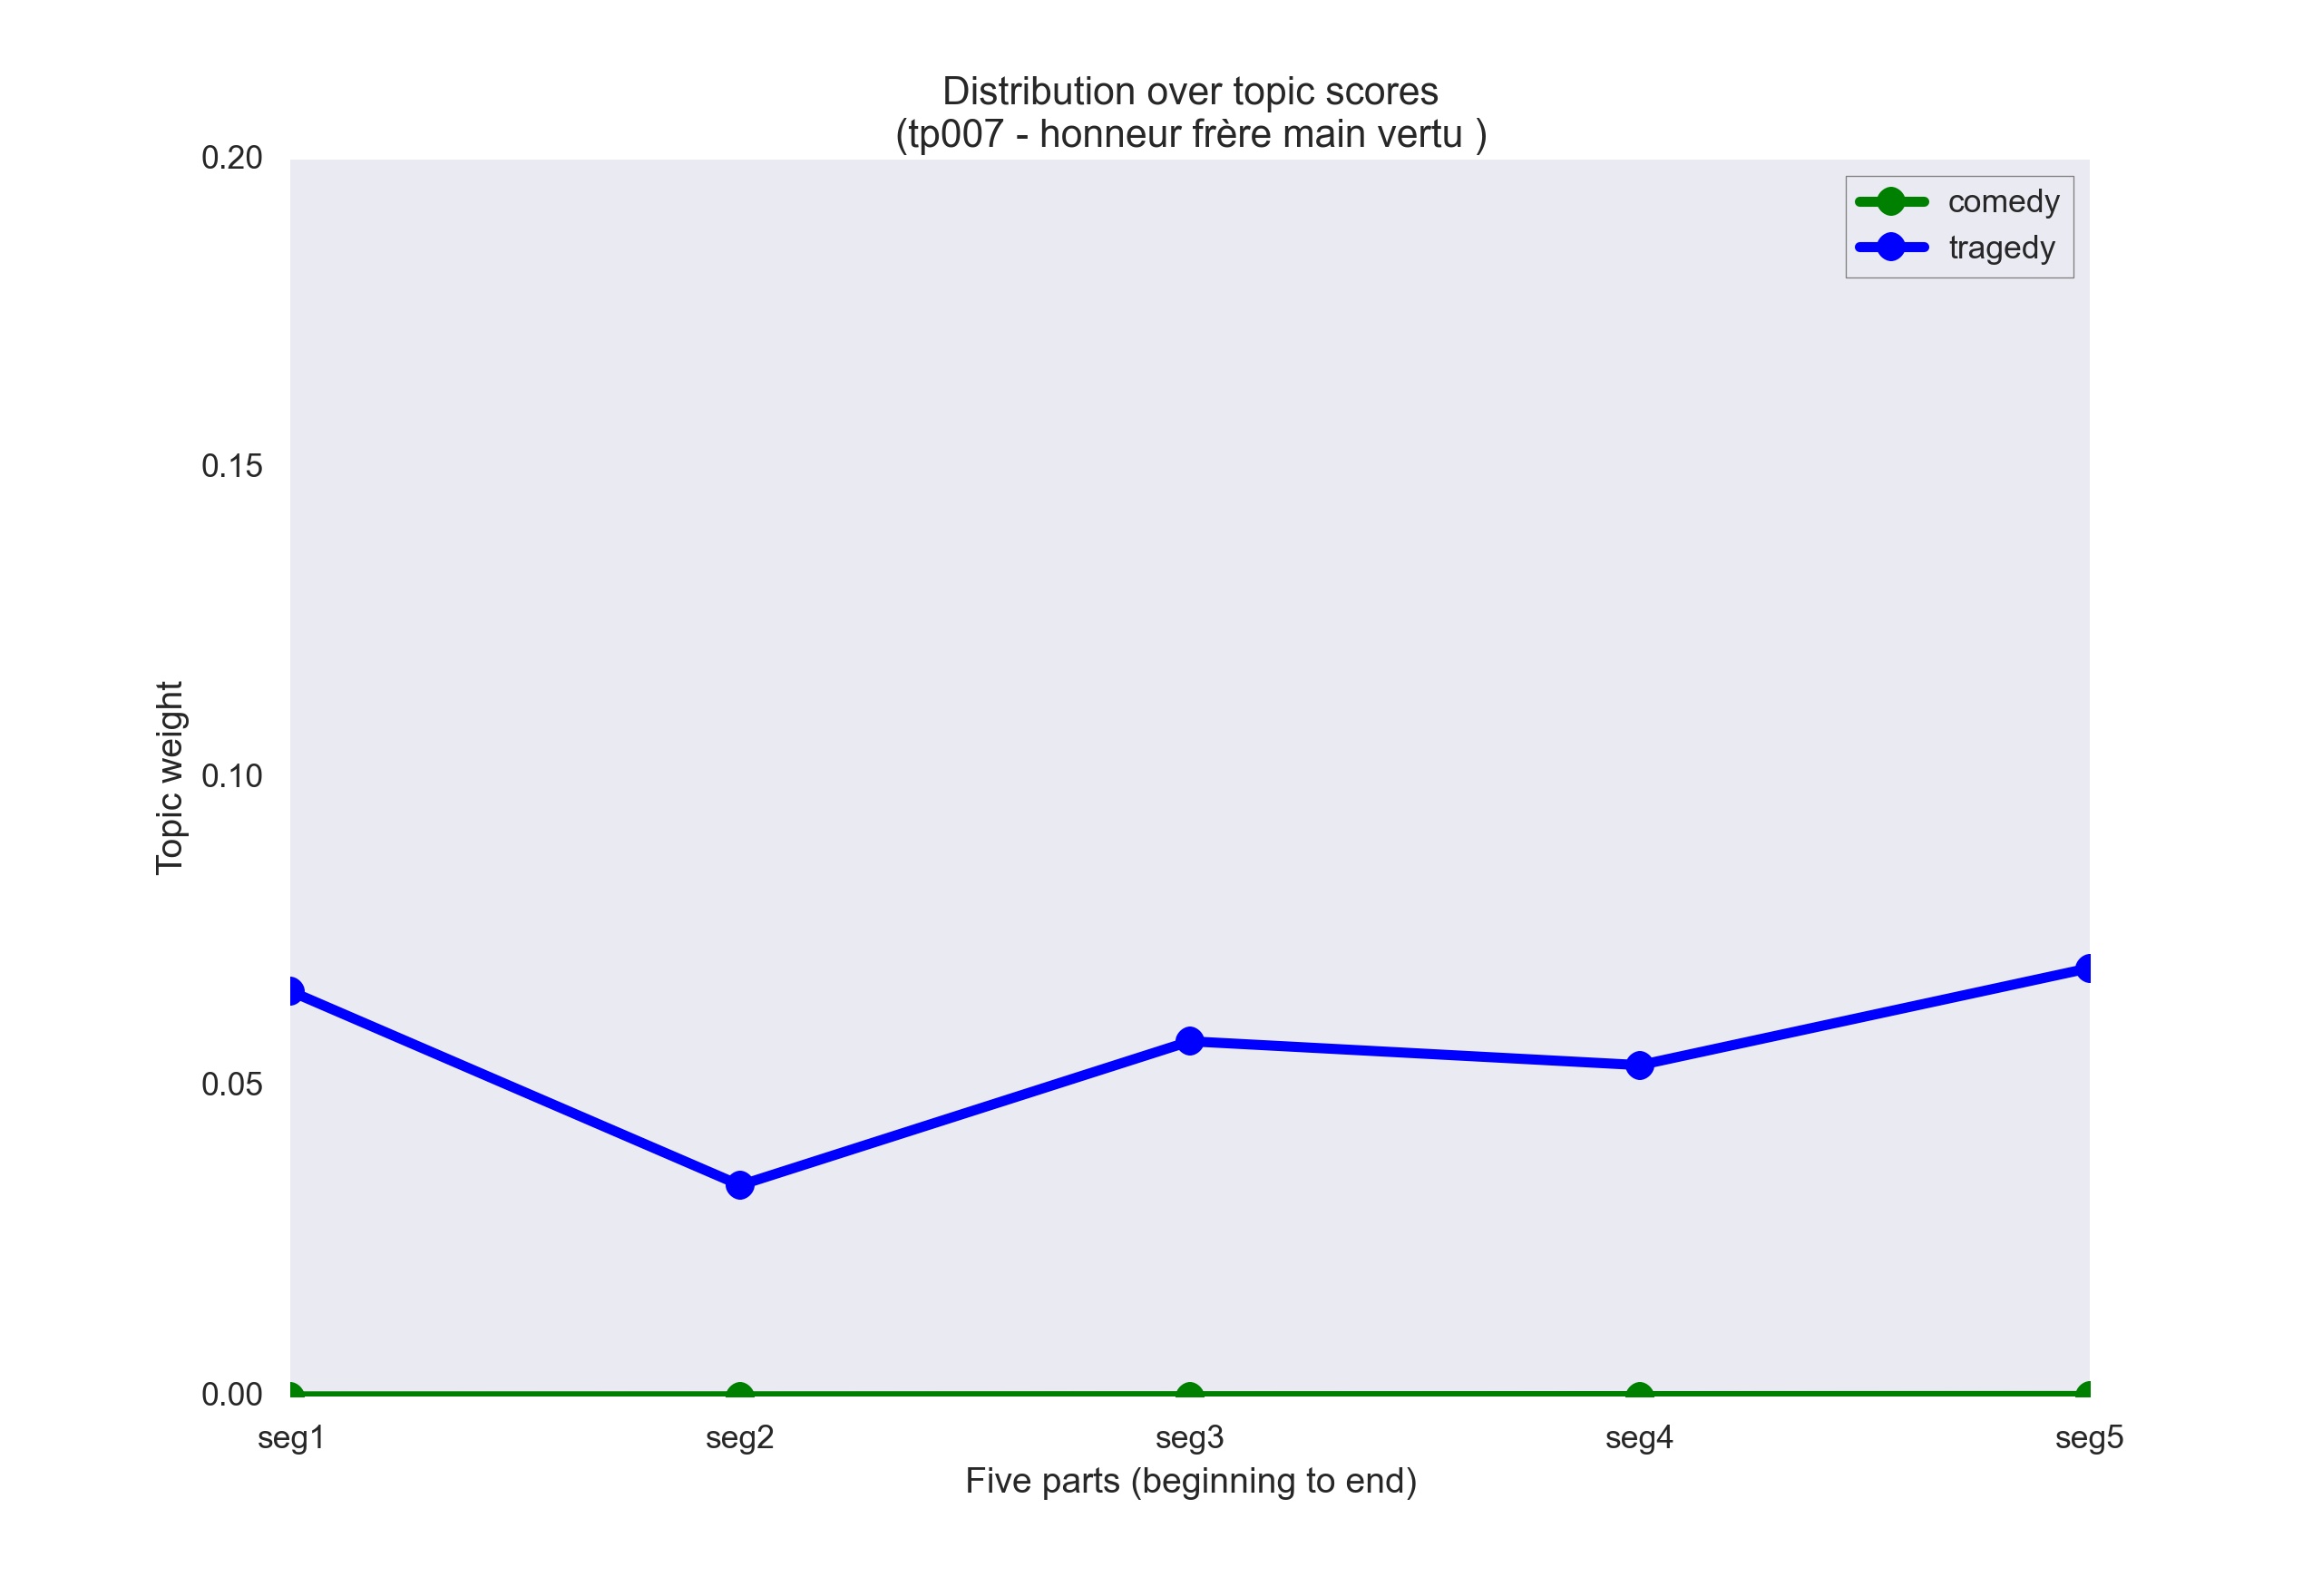 Distribution over topic scores
(tp007 - honneur frère main vertu )
comedy
tragedy
Topic weight
0.20
0.15
0.10
0.05
0.00
seg1 seg2 seg3 seg4 seg5
Five parts (beginning to end)